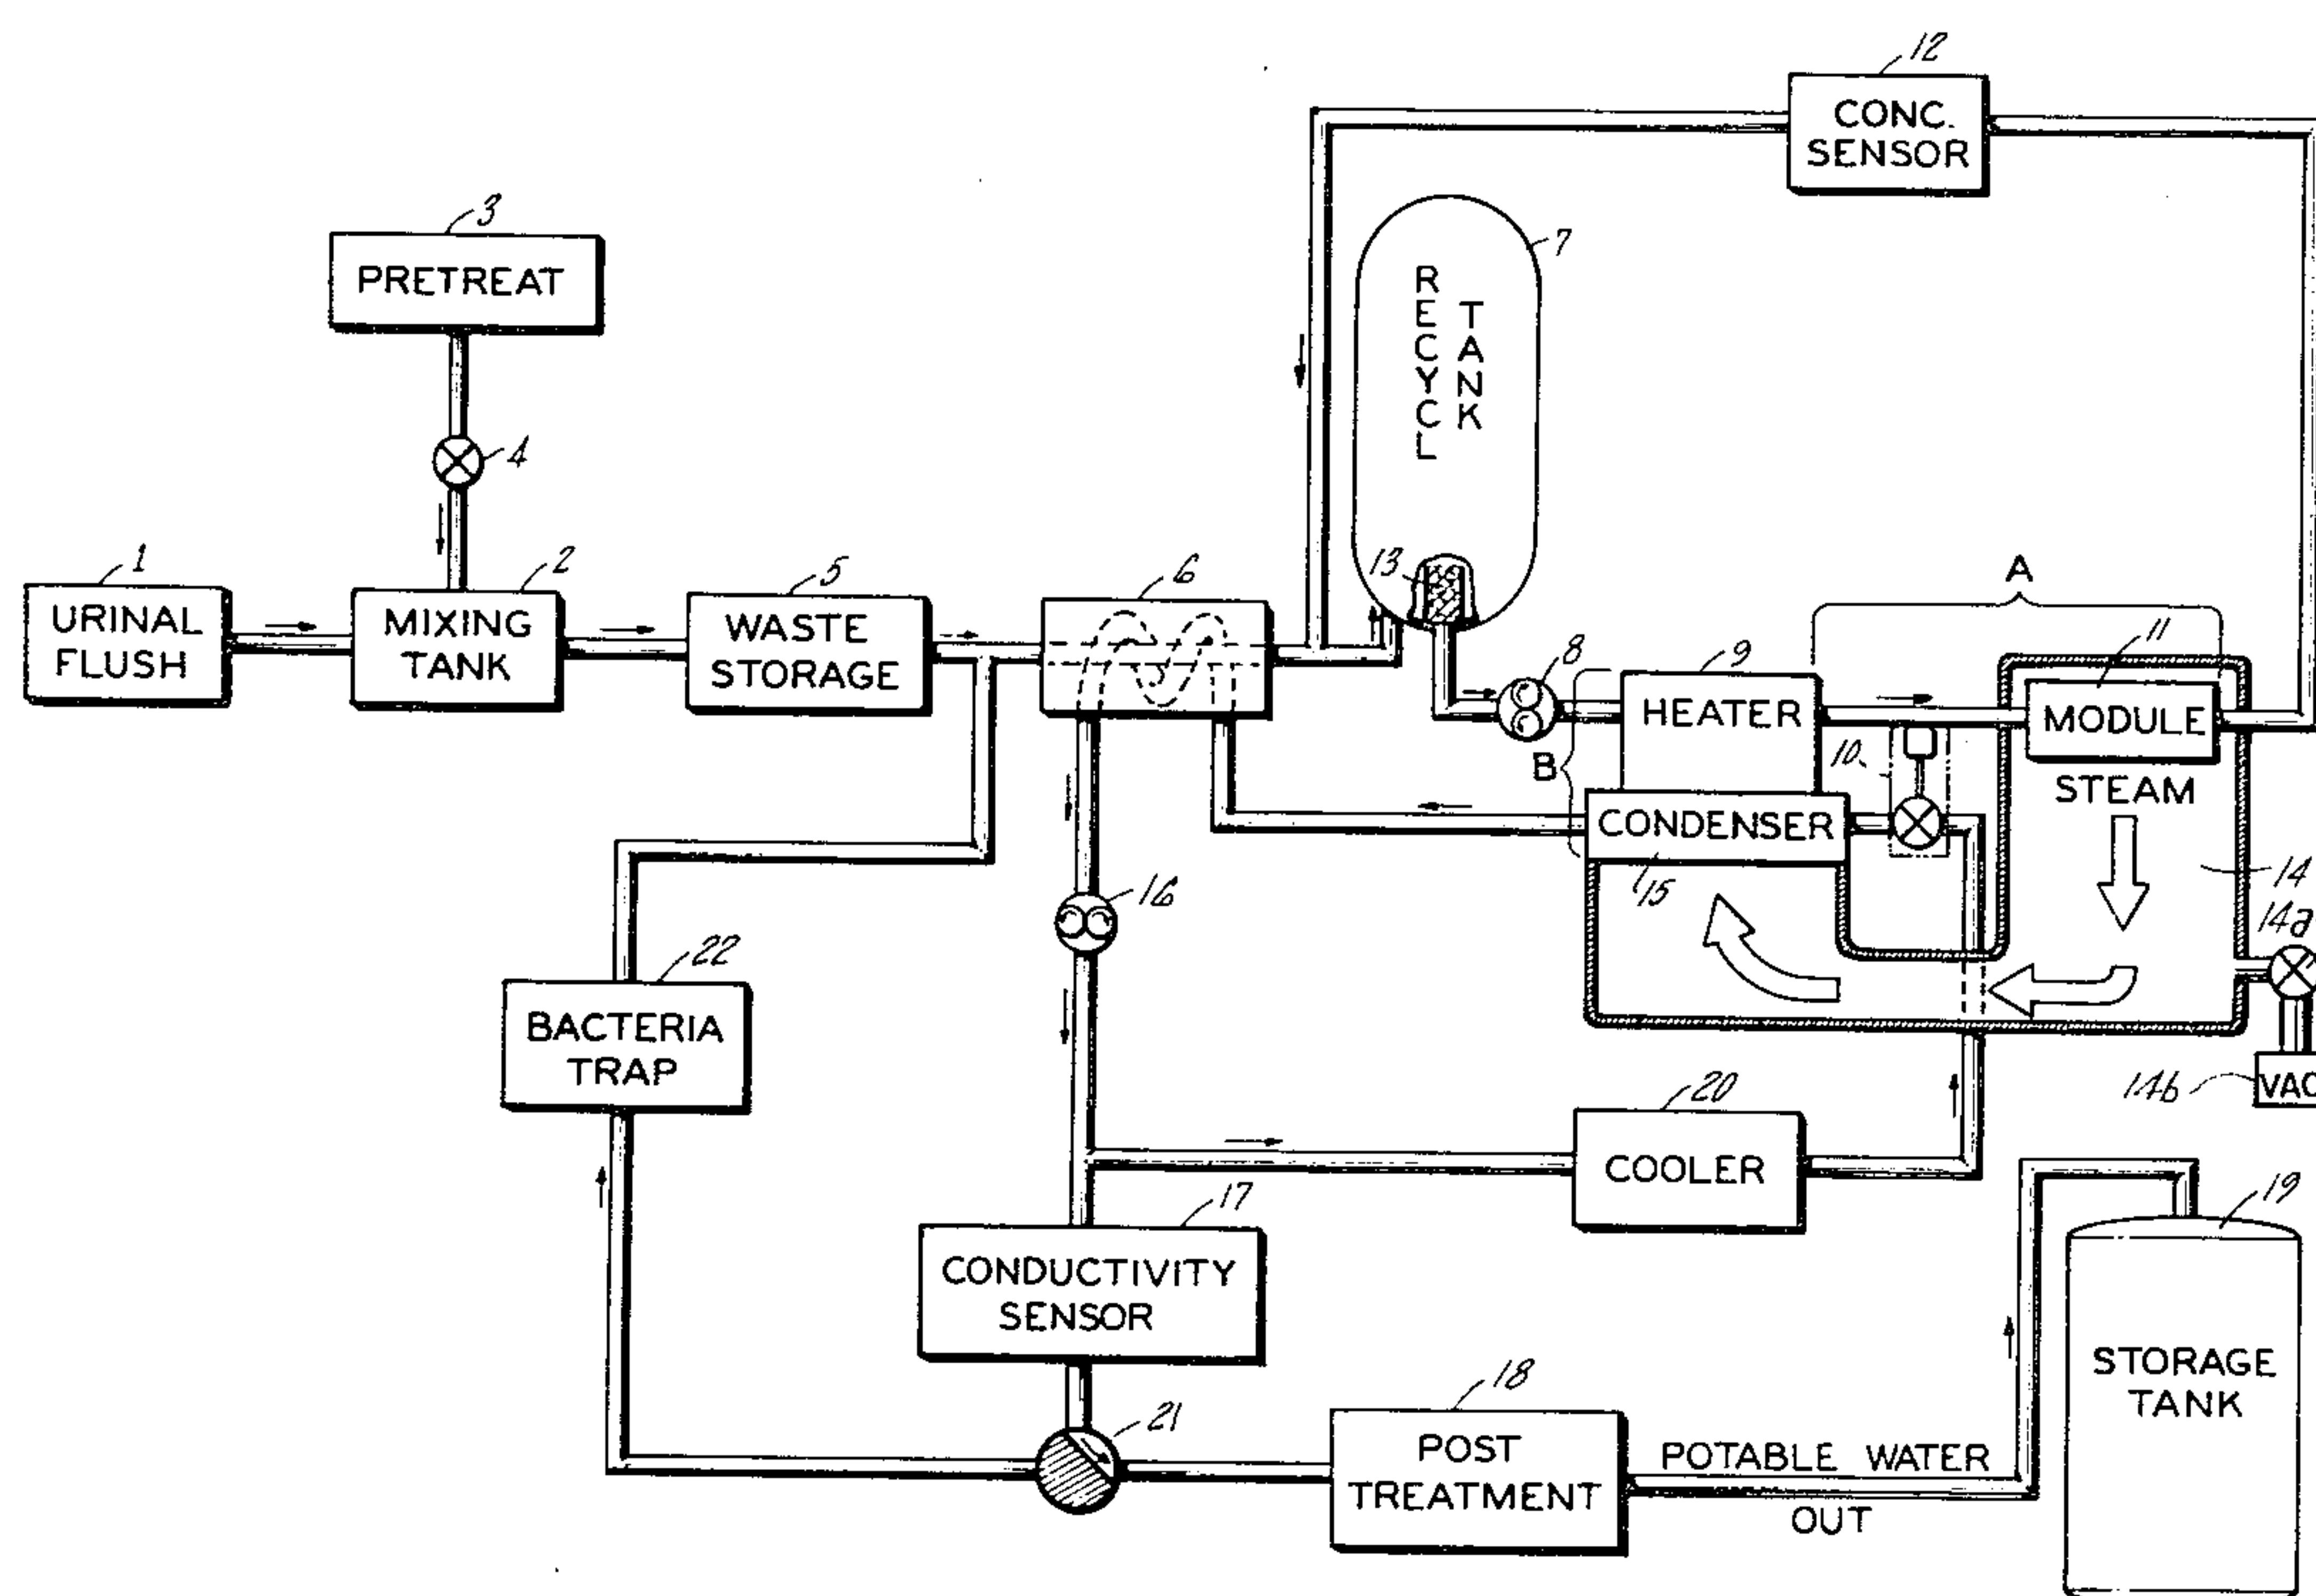 12
CONC.
SENSOR
3
PRETREAT
7
RECYCL
TANK
4
13
1
URINAL
FLUSH
2
MIXING
TANK
5
WASTE
STORAGE
6
8
9
HEATER
A
11
MODULE
10
B
STEAM
CONDENSER
15
14
14a
16
22
BACTERIA
TRAP
14b
VAC
20
COOLER
17
CONDUCTIVITY
SENSOR
19
STORAGE
TANK
21
18
POST
TREATMENT
POTABLE WATER
OUT